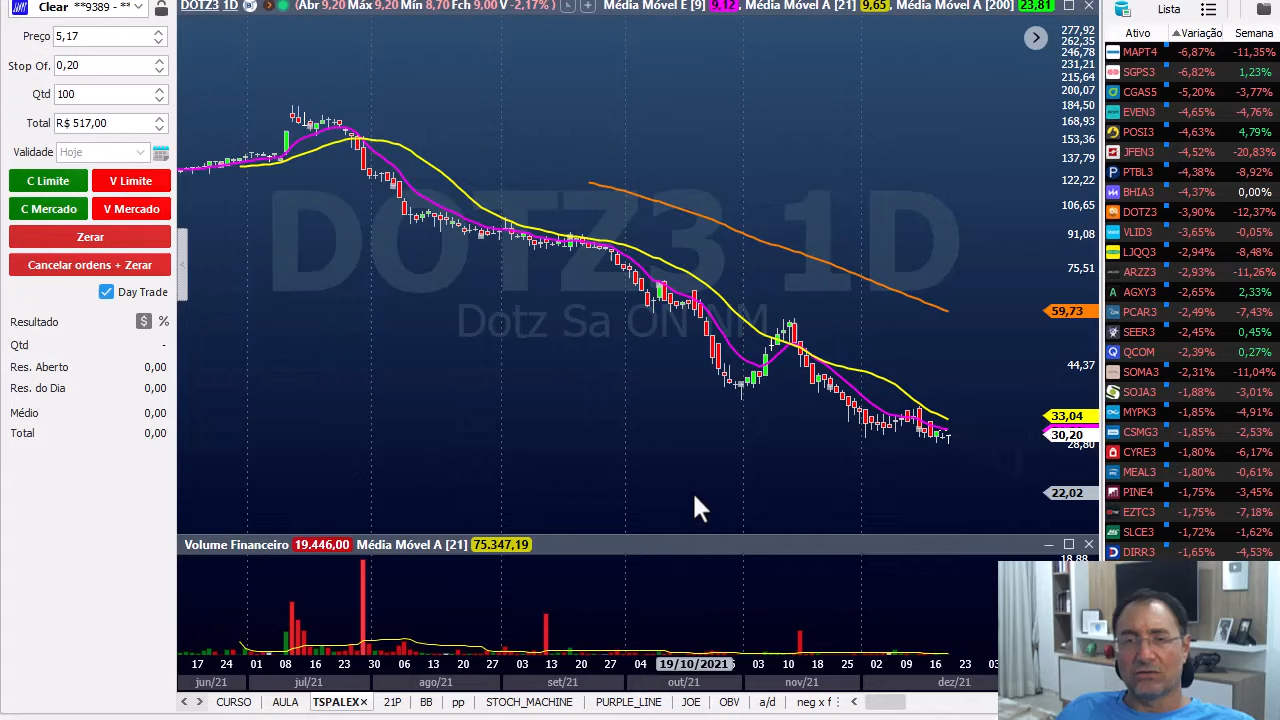 Clear **9389 - **
Preço 5,17
Stop Of. 0,20
Qtd 100
Total R$ 517,00
Validade Hoje
C Limite V Limite
C Mercado V Mercado
Zerar
Cancelar ordens + Zerar
Day Trade
Resultado $ %
Qtd -
Res. Aberto 0,00
Res. do Dia 0,00
Médio 0,00
Total 0,00
DOTZ3 1D (Abr 9,20 Máx 9,20 Mín 8,70 Fch 9,00 V -2,17%) Média Móvel E [9] 9,12, Média Móvel A [21] 9,65, Média Móvel A [200] 23,81
DOTZ3 1D
Dotz Sa ON NM
277,92
262,35
246,78
231,21
215,64
200,07
184,50
168,93
153,36
137,79
122,22
106,65
91,08
75,51
59,73
44,37
33,04
30,20
28,80
22,02
Volume Financeiro 19.446,00 Média Móvel A [21] 75.347,19
18,88
17 24 01 08 16 23 30 06 13 20 27 03 13 20 27 04 19/10/2021 03 10 18 25 02 09 16 23
jun/21 jul/21 ago/21 set/21 out/21 nov/21 dez/21
CURSO AULA TSPALEX× 21P BB pp STOCH_MACHINE PURPLE_LINE JOE OBV a/d neg x f
Lista
Ativo Variação Semana
MAPT4 -6,87% -11,35%
SGPS3 -6,82% 1,23%
CGAS5 -5,20% -3,77%
EVEN3 -4,65% -4,76%
POSI3 -4,63% 4,79%
JFEN3 -4,52% -20,83%
PTBL3 -4,38% -8,92%
BHIA3 -4,37% 0,00%
DOTZ3 -3,90% -12,37%
VLID3 -3,65% -0,05%
LJQQ3 -2,94% -8,48%
ARZZ3 -2,93% -11,26%
AGXY3 -2,65% 2,33%
PCAR3 -2,49% -7,43%
SEER3 -2,45% 0,45%
QCOM -2,39% 0,27%
SOMA3 -2,31% -11,04%
SOJA3 -1,88% -3,01%
MYPK3 -1,85% -4,91%
CSMG3 -1,85% -2,53%
CYRE3 -1,80% -6,17%
MEAL3 -1,80% -0,61%
PINE4 -1,75% -3,45%
EZTC3 -1,75% -7,18%
SLCE3 -1,72% -1,62%
DIRR3 -1,65% -4,53%